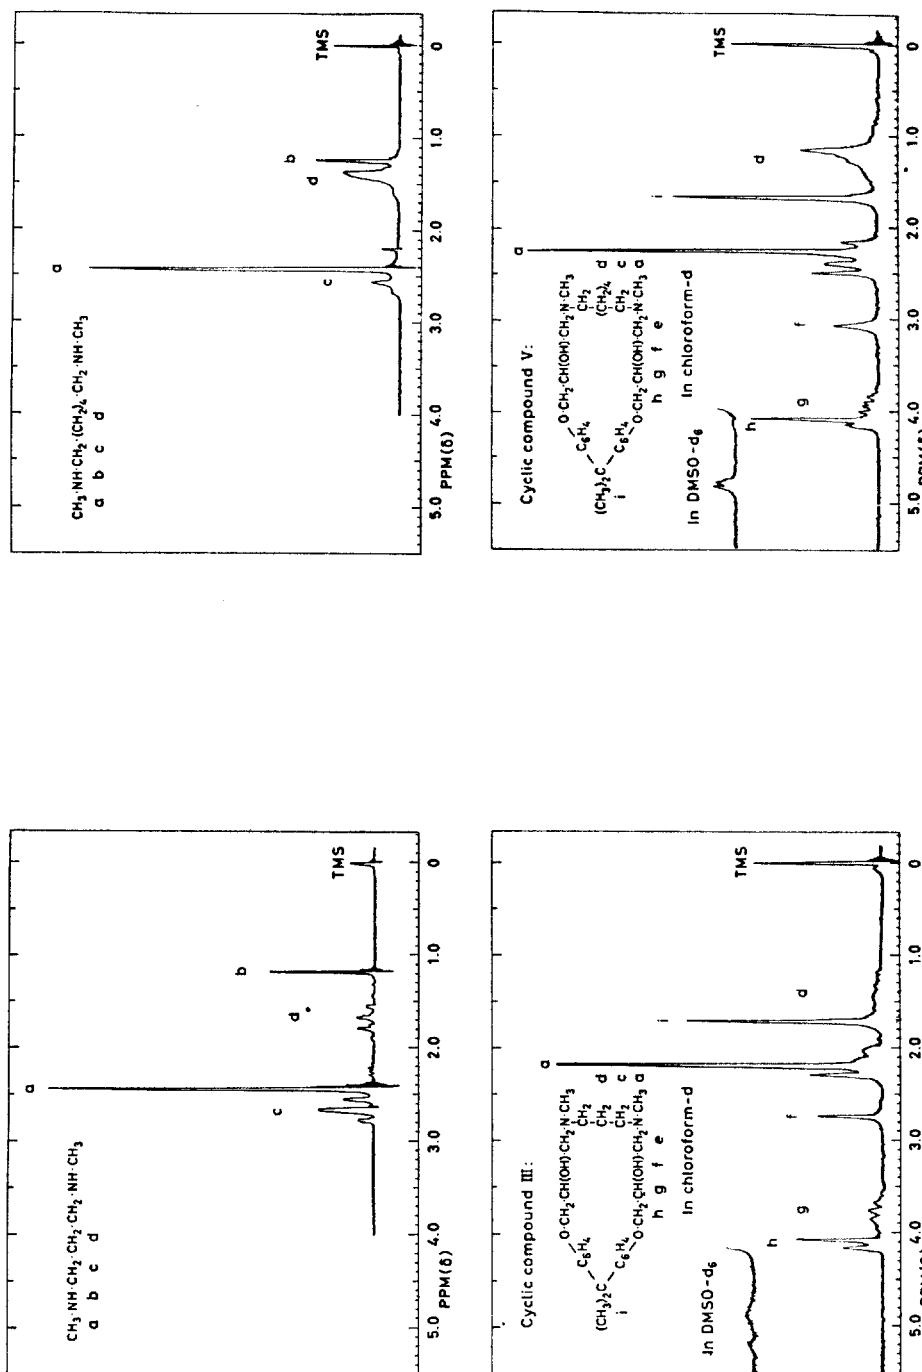 CH₃·NH·CH₂·(CH₂)₄·CH₂·NH·CH₃
a b c d
a
c
d
b
TMS
5.0 4.0 3.0 2.0 1.0 0
PPM(δ)
Cyclic compound V:
O·CH₂·CH(OH)·CH₂·N·CH₃
C₆H₄
CH₂
(CH₃)₂C
(CH₂)₄ d
C₆H₄
CH₂ c
O·CH₂·CH(OH)·CH₂·N·CH₃ a
i
h g f e
In DMSO-d₆
In chloroform-d
h
g
f
a
i
d
TMS
5.0 4.0 3.0 2.0 1.0 0
CH₃·NH·CH₂·CH₂·CH₂·NH·CH₃
a b c d
a
c
d
b
TMS
5.0 4.0 3.0 2.0 1.0 0
PPM(δ)
Cyclic compound III:
O·CH₂·CH(OH)·CH₂·N·CH₃
C₆H₄
CH₂
(CH₃)₂C
CH₂ d
C₆H₄
CH₂ c
O·CH₂·CH(OH)·CH₂·N·CH₃ a
i
h g f e
In DMSO-d₆
In chloroform-d
h
g
f
a
i
d
TMS
5.0 4.0 3.0 2.0 1.0 0